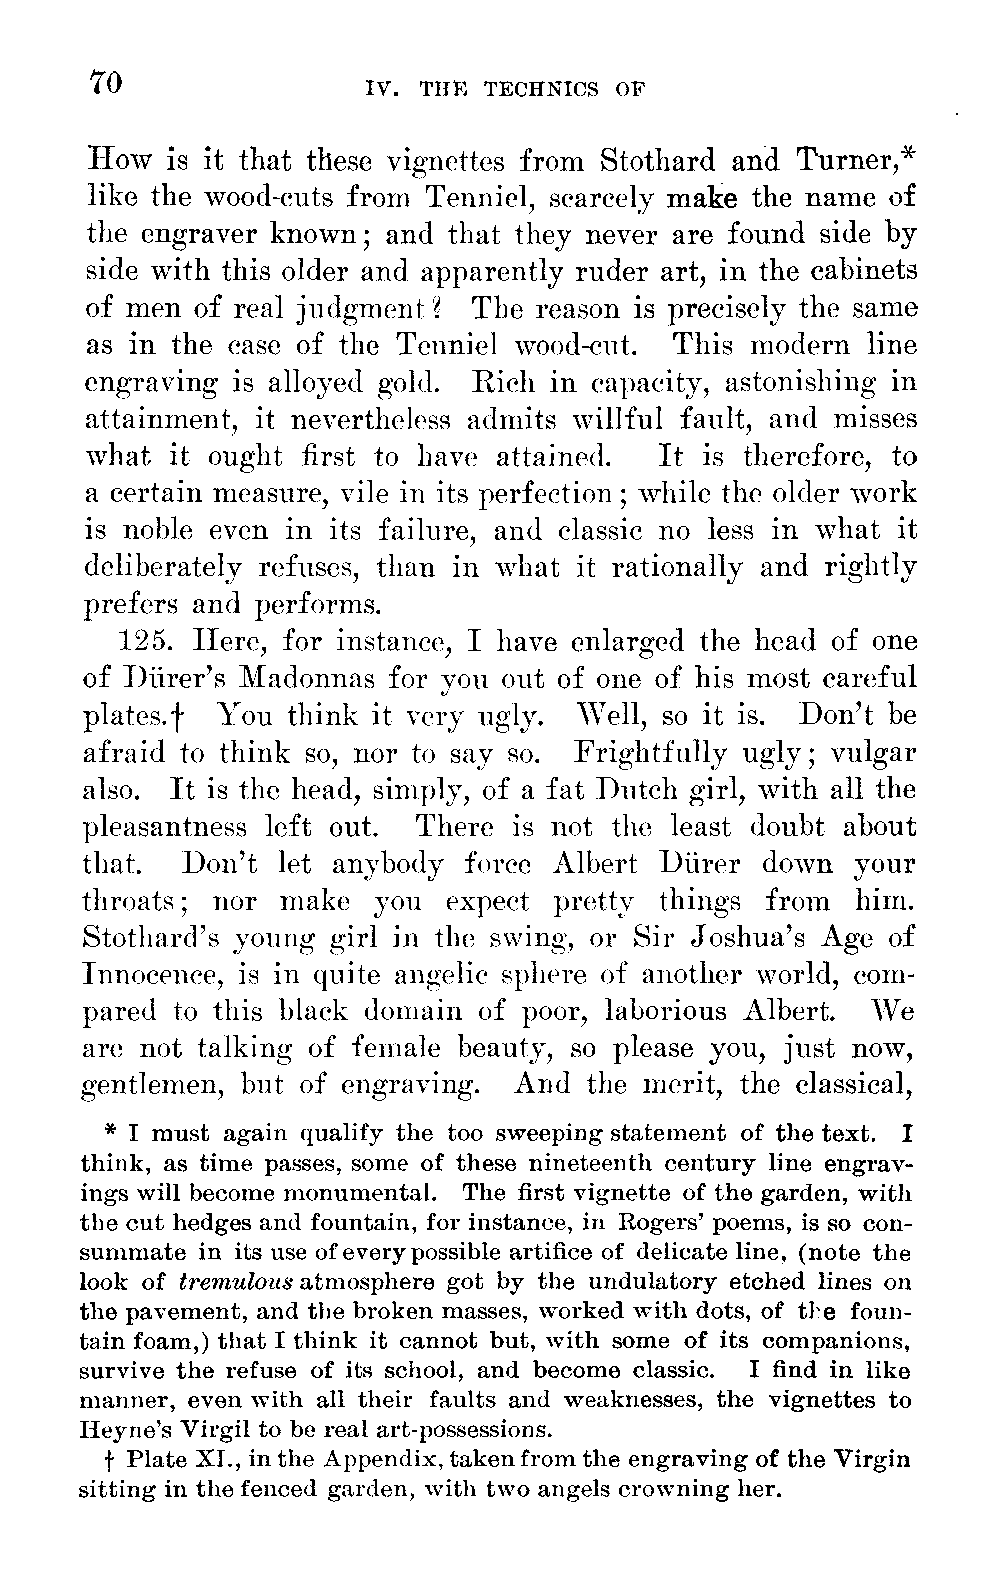 70
IV. THE TECHNICS OF
How is it that these vignettes from Stothard and Turner,*
like the wood-cuts from Tenniel, scarcely make the name of
the engraver known; and that they never are found side by
side with this older and apparently ruder art, in the cabinets
of men of real judgment? The reason is precisely the same
as in the case of the Tenniel wood-cut. This modern line
engraving is alloyed gold. Rich in capacity, astonishing in
attainment, it nevertheless admits willful fault, and misses
what it ought first to have attained. It is therefore, to
a certain measure, vile in its perfection; while the older work
is noble even in its failure, and classic no less in what it
deliberately refuses, than in what it rationally and rightly
prefers and performs.
125. Here, for instance, I have enlarged the head of one
of Dürer's Madonnas for you out of one of his most careful
plates.† You think it very ugly. Well, so it is. Don't be
afraid to think so, nor to say so. Frightfully ugly; vulgar
also. It is the head, simply, of a fat Dutch girl, with all the
pleasantness left out. There is not the least doubt about
that. Don't let anybody force Albert Dürer down your
throats; nor make you expect pretty things from him.
Stothard's young girl in the swing, or Sir Joshua's Age of
Innocence, is in quite angelic sphere of another world, com-
pared to this black domain of poor, laborious Albert. We
are not talking of female beauty, so please you, just now,
gentlemen, but of engraving. And the merit, the classical,
* I must again qualify the too sweeping statement of the text. I
think, as time passes, some of these nineteenth century line engrav-
ings will become monumental. The first vignette of the garden, with
the cut hedges and fountain, for instance, in Rogers' poems, is so con-
summate in its use of every possible artifice of delicate line, (note the
look of tremulous atmosphere got by the undulatory etched lines on
the pavement, and the broken masses, worked with dots, of the foun-
tain foam,) that I think it cannot but, with some of its companions,
survive the refuse of its school, and become classic. I find in like
manner, even with all their faults and weaknesses, the vignettes to
Heyne's Virgil to be real art-possessions.
† Plate XI., in the Appendix, taken from the engraving of the Virgin
sitting in the fenced garden, with two angels crowning her.